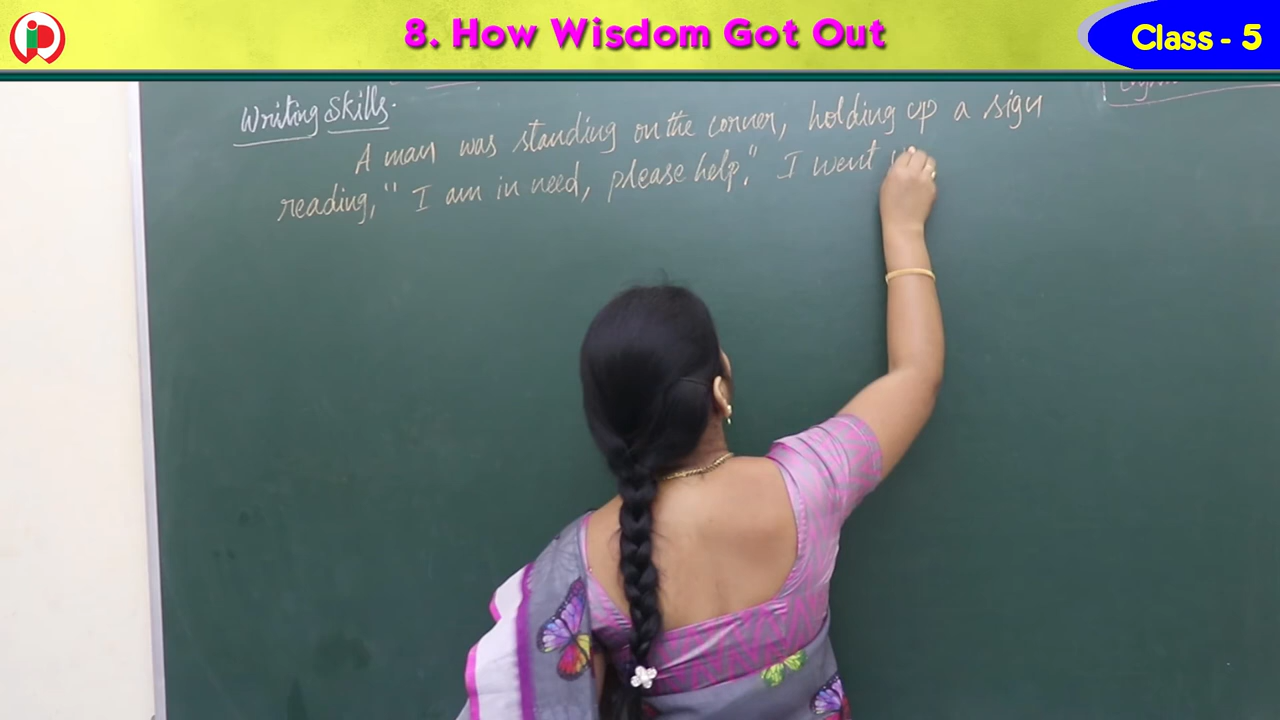 8. How Wisdom Got Out
Class - 5
Writing Skills.
A man was standing on the corner, holding up a sign
reading, " I am in need, please help." I went